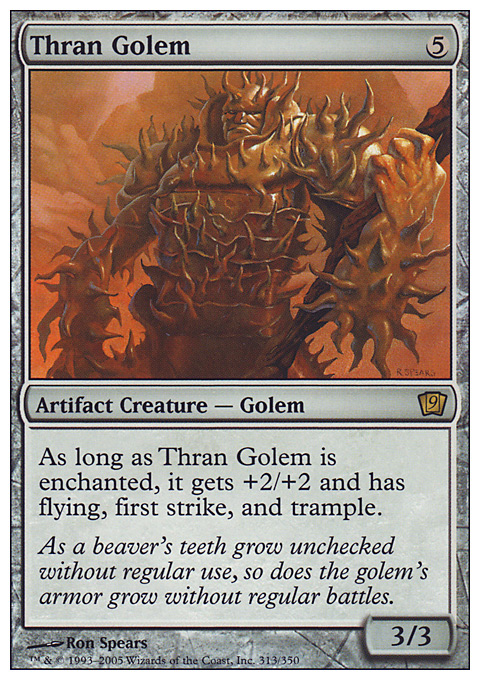 Thran Golem 5
R.SPEARS
Artifact Creature — Golem 9
As long as Thran Golem is
enchanted, it gets +2/+2 and has
flying, first strike, and trample.
As a beaver's teeth grow unchecked
without regular use, so does the golem's
armor grow without regular battles.
Ron Spears
3/3
™ & © 1993–2005 Wizards of the Coast, Inc. 313/350